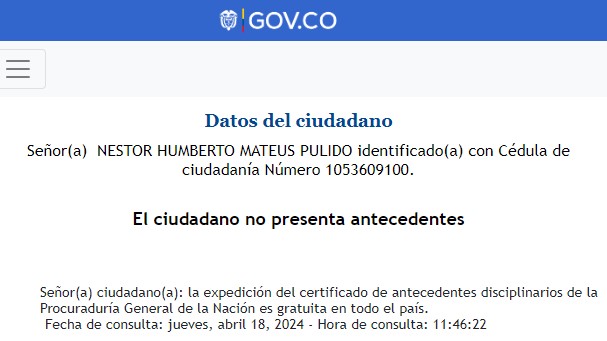 GOV.CO
Datos del ciudadano
Señor(a)  NESTOR HUMBERTO MATEUS PULIDO identificado(a) con Cédula de
ciudadanía Número 1053609100.
El ciudadano no presenta antecedentes
Señor(a) ciudadano(a): la expedición del certificado de antecedentes disciplinarios de la
Procuraduría General de la Nación es gratuita en todo el país.
Fecha de consulta: jueves, abril 18, 2024 - Hora de consulta: 11:46:22